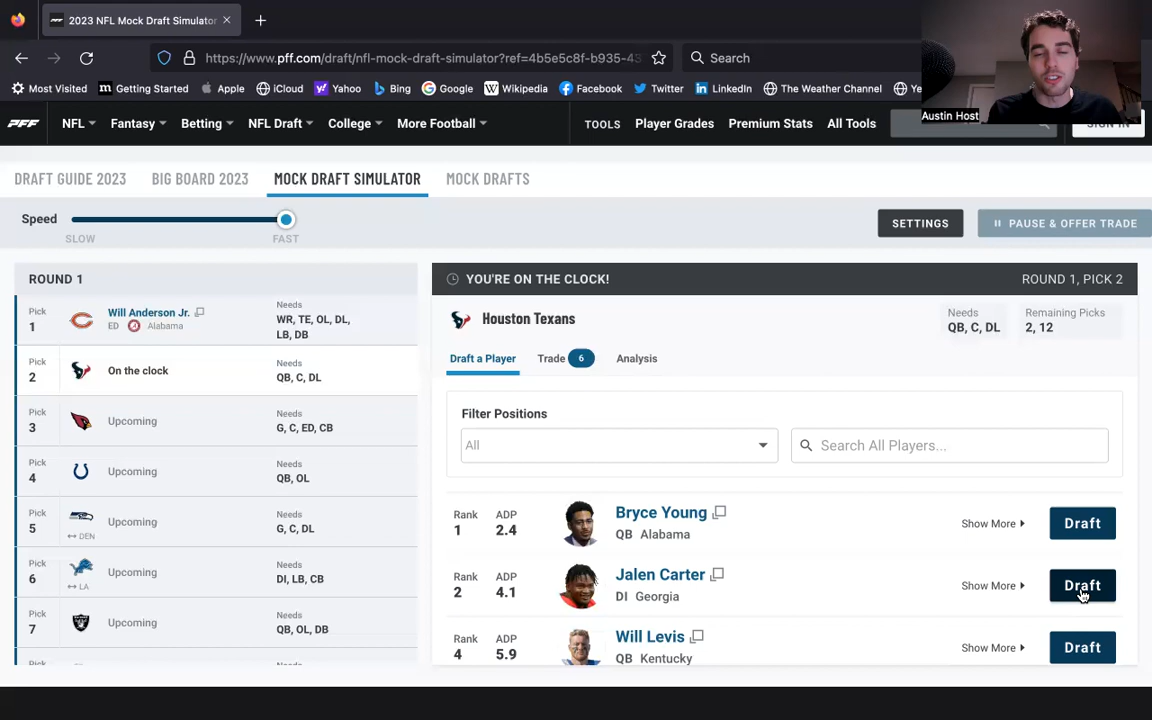 2023 NFL Mock Draft Simulator
https://www.pff.com/draft/nfl-mock-draft-simulator?ref=4b5e5c8f-b935-43
Search
Most Visited
Getting Started
Apple
iCloud
Yahoo
Bing
Google
Wikipedia
Facebook
Twitter
LinkedIn
The Weather Channel
Ye
Austin Host
PFF
NFL
Fantasy
Betting
NFL Draft
College
More Football
TOOLS
Player Grades
Premium Stats
All Tools
SIGN IN
DRAFT GUIDE 2023
BIG BOARD 2023
MOCK DRAFT SIMULATOR
MOCK DRAFTS
Speed
SLOW
FAST
SETTINGS
PAUSE & OFFER TRADE
ROUND 1
Pick
1
Will Anderson Jr.
ED
Alabama
Needs
WR, TE, OL, DL,
LB, DB
Pick
2
On the clock
Needs
QB, C, DL
Pick
3
Upcoming
Needs
G, C, ED, CB
Pick
4
Upcoming
Needs
QB, OL
Pick
5
↔ DEN
Upcoming
Needs
G, C, DL
Pick
6
↔ LA
Upcoming
Needs
DI, LB, CB
Pick
7
Upcoming
Needs
QB, OL, DB
YOU'RE ON THE CLOCK!
ROUND 1, PICK 2
Houston Texans
Needs
QB, C, DL
Remaining Picks
2, 12
Draft a Player
Trade 6
Analysis
Filter Positions
All
Search All Players...
Rank
1
ADP
2.4
Bryce Young
QB Alabama
Show More
Draft
Rank
2
ADP
4.1
Jalen Carter
DI Georgia
Show More
Draft
Rank
4
ADP
5.9
Will Levis
QB Kentucky
Show More
Draft